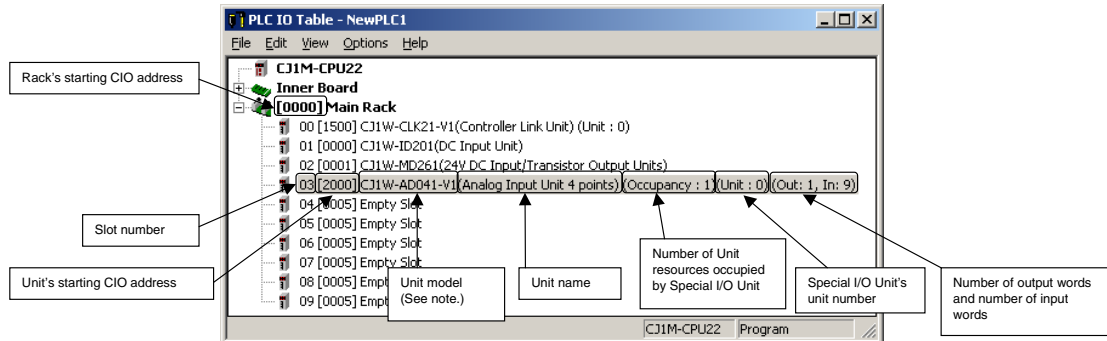 PLC IO Table - NewPLC1
File Edit View Options Help
CJ1M-CPU22
Inner Board
[0000] Main Rack
00 [1500] CJ1W-CLK21-V1(Controller Link Unit) (Unit : 0)
01 [0000] CJ1W-ID201(DC Input Unit)
02 [0001] CJ1W-MD261(24V DC Input/Transistor Output Units)
03 [2000] CJ1W-AD041-V1(Analog Input Unit 4 points) (Occupancy : 1) (Unit : 0) (Out: 1, In: 9)
04 [0005] Empty Slot
05 [0005] Empty Slot
06 [0005] Empty Slot
07 [0005] Empty Slot
08 [0005] Empt
09 [0005] Empt
CJ1M-CPU22 Program
Rack's starting CIO address
Slot number
Unit's starting CIO address
Unit model
(See note.)
Unit name
Number of Unit
resources occupied
by Special I/O Unit
Special I/O Unit's
unit number
Number of output words
and number of input
words